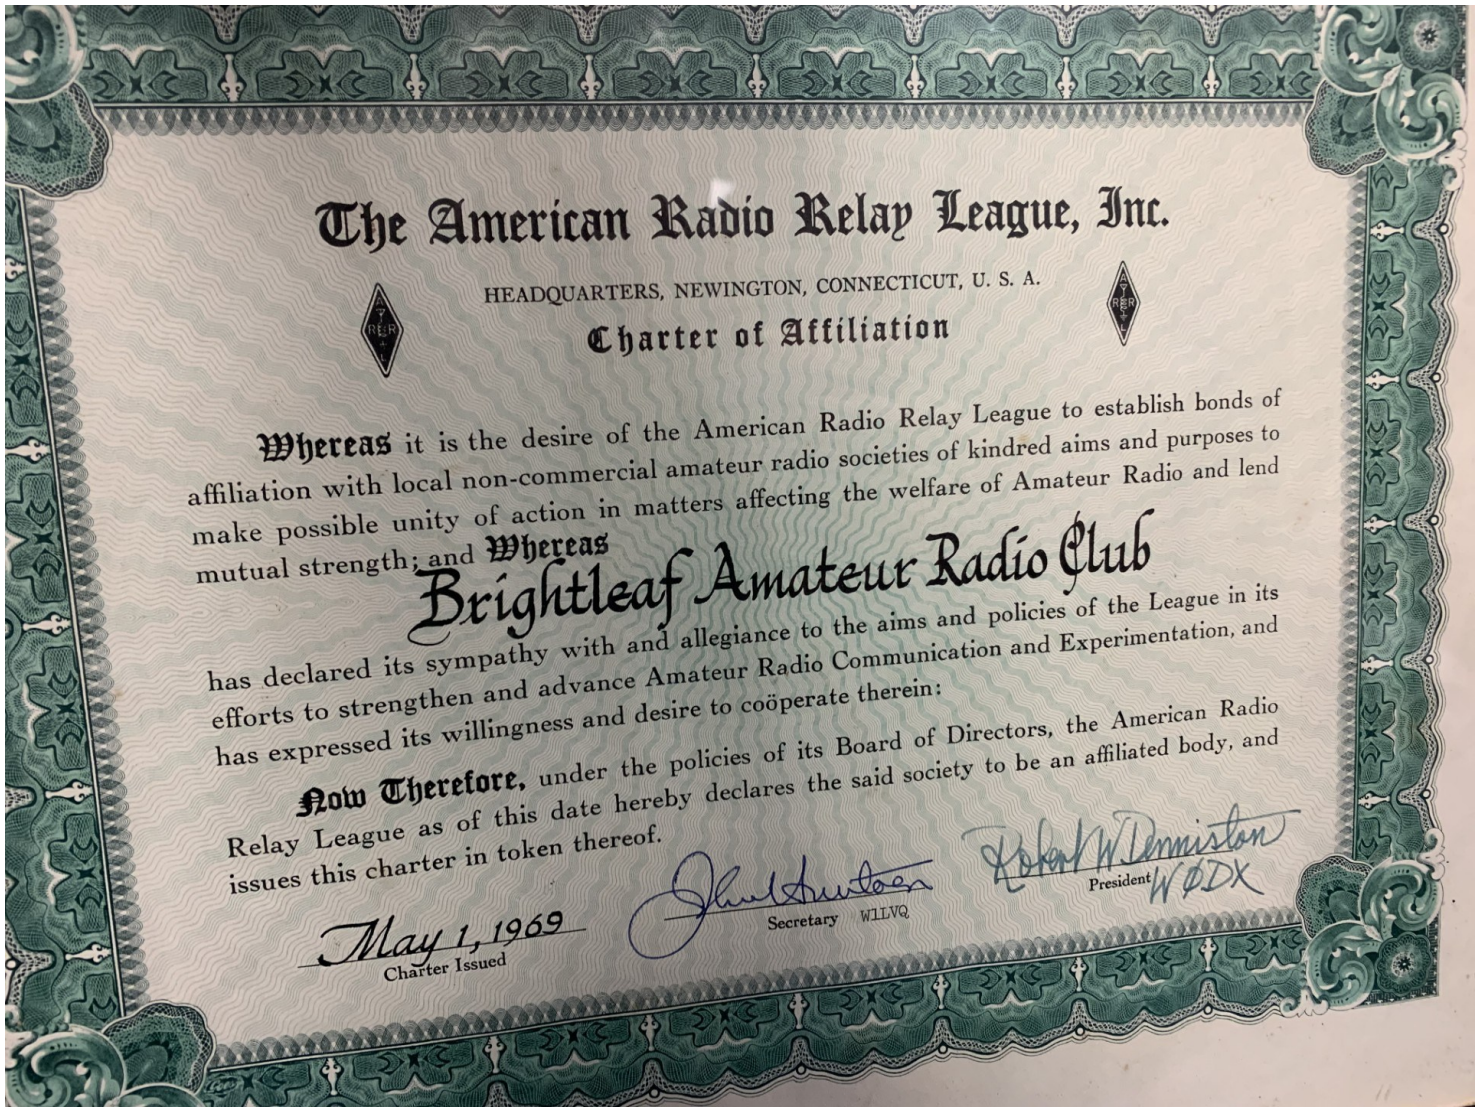 The American Radio Relay League, Inc.
HEADQUARTERS, NEWINGTON, CONNECTICUT, U. S. A.
A
R R
R
L
A
R R
R
L
Charter of Affiliation
Whereas it is the desire of the American Radio Relay League to establish bonds of
affiliation with local non-commercial amateur radio societies of kindred aims and purposes to
make possible unity of action in matters affecting the welfare of Amateur Radio and lend
mutual strength; and Whereas
Brightleaf Amateur Radio Club
has declared its sympathy with and allegiance to the aims and policies of the League in its
efforts to strengthen and advance Amateur Radio Communication and Experimentation, and
has expressed its willingness and desire to coöperate therein:
Now Therefore, under the policies of its Board of Directors, the American Radio
Relay League as of this date hereby declares the said society to be an affiliated body, and
issues this charter in token thereof.
May 1, 1969
Charter Issued
John Huntoon
Secretary W1LVQ
Robert W Denniston
President WØDX